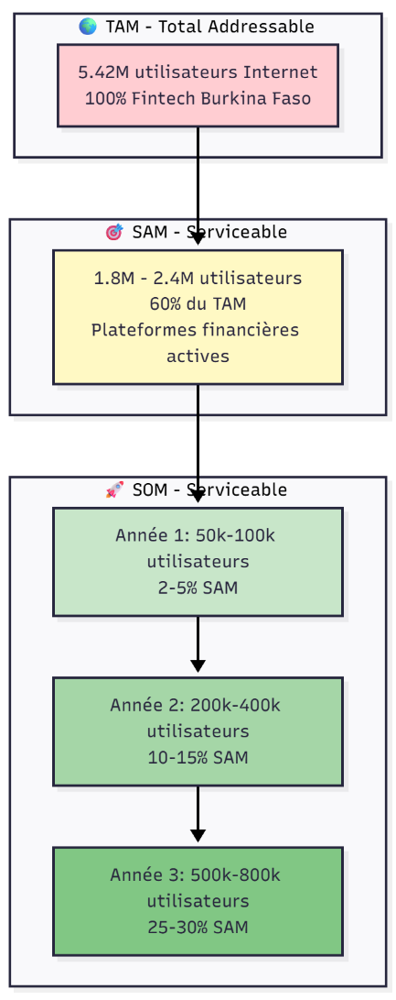 🌍 TAM - Total Addressable
5.42M utilisateurs Internet
100% Fintech Burkina Faso
🎯 SAM - Serviceable
1.8M - 2.4M utilisateurs
60% du TAM
Plateformes financières
actives
🚀 SOM - Serviceable
Année 1: 50k-100k
utilisateurs
2-5% SAM
Année 2: 200k-400k
utilisateurs
10-15% SAM
Année 3: 500k-800k
utilisateurs
25-30% SAM